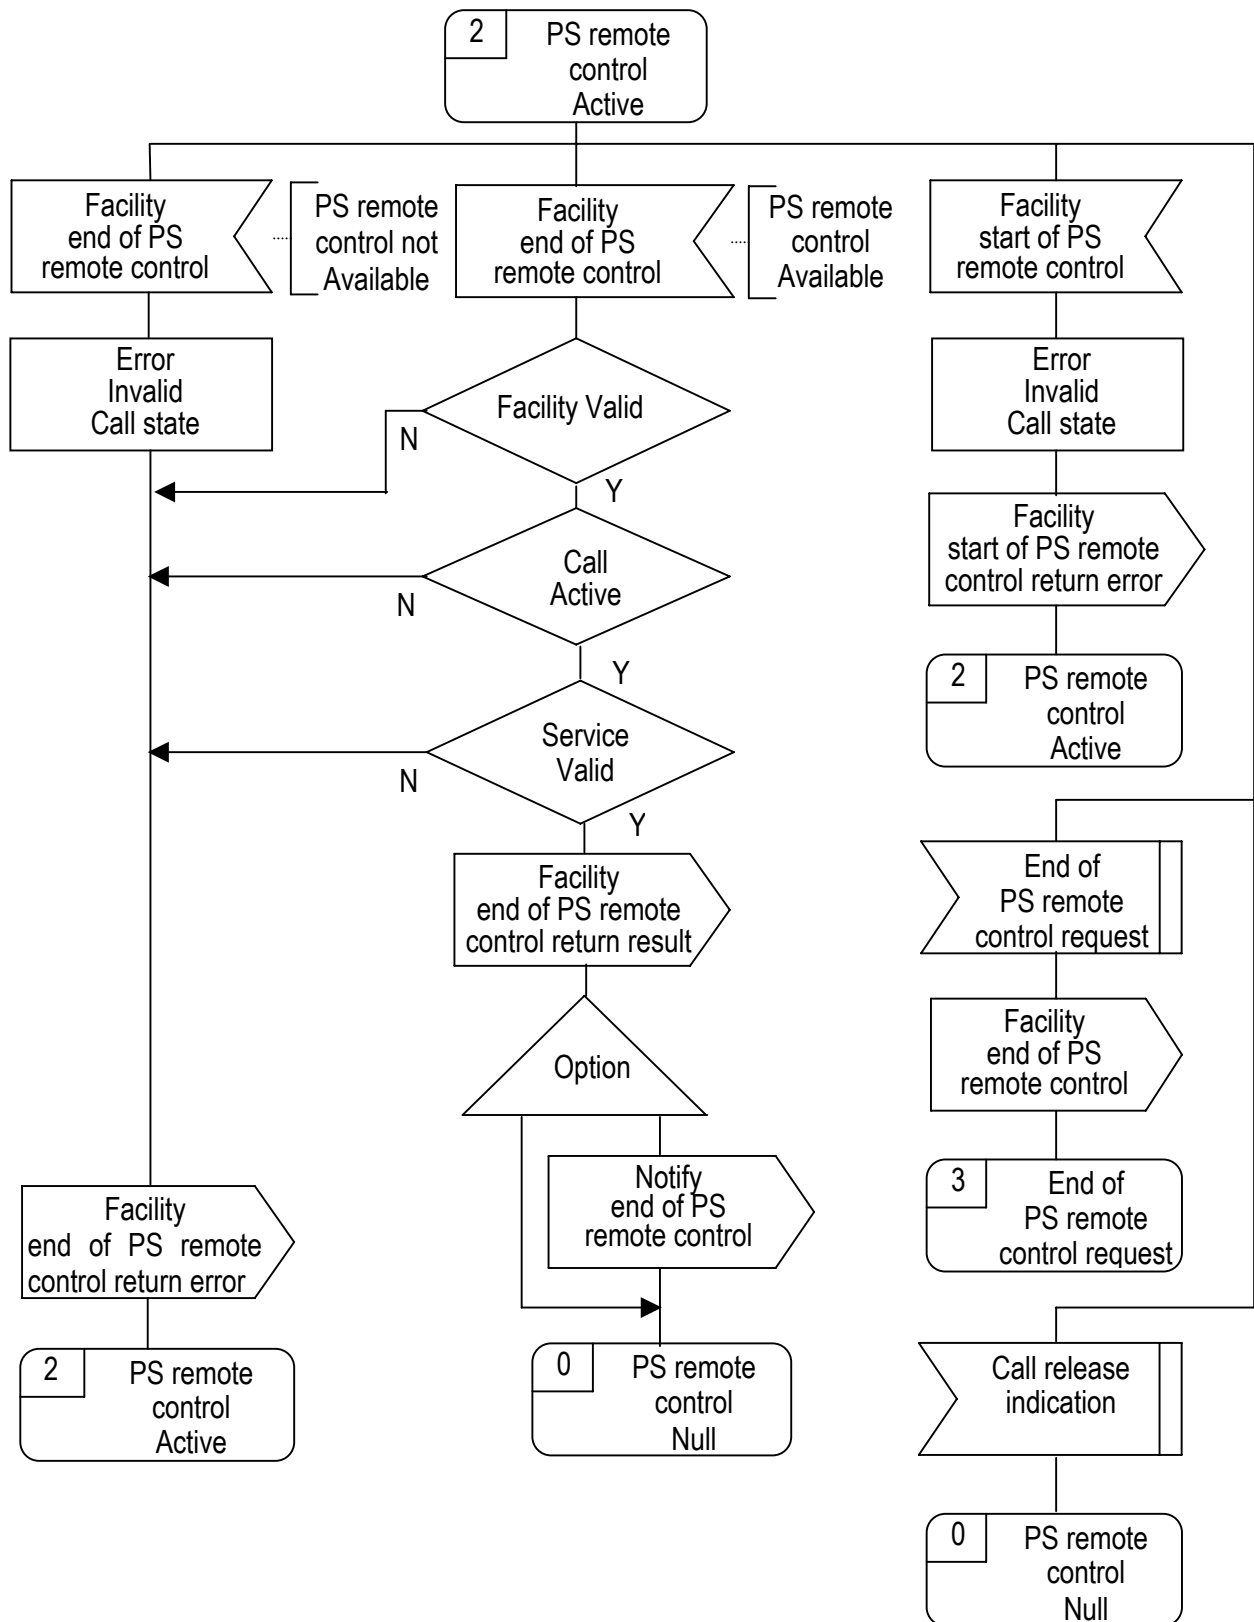 2
PS remote
control
Active
Facility
end of PS
remote control
PS remote
control not
Available
Facility
end of PS
remote control
PS remote
control
Available
Facility
start of PS
remote control
Error
Invalid
Call state
Facility Valid
N
Y
Error
Invalid
Call state
Call
Active
N
Y
Facility
start of PS remote
control return error
Service
Valid
N
Y
2
PS remote
control
Active
Facility
end of PS remote
control return result
End of
PS remote
control request
Option
Facility
end of PS
remote control
Notify
end of PS
remote control
3
End of
PS remote
control request
Facility
end of PS remote
control return error
2
PS remote
control
Active
0
PS remote
control
Null
Call release
indication
0
PS remote
control
Null